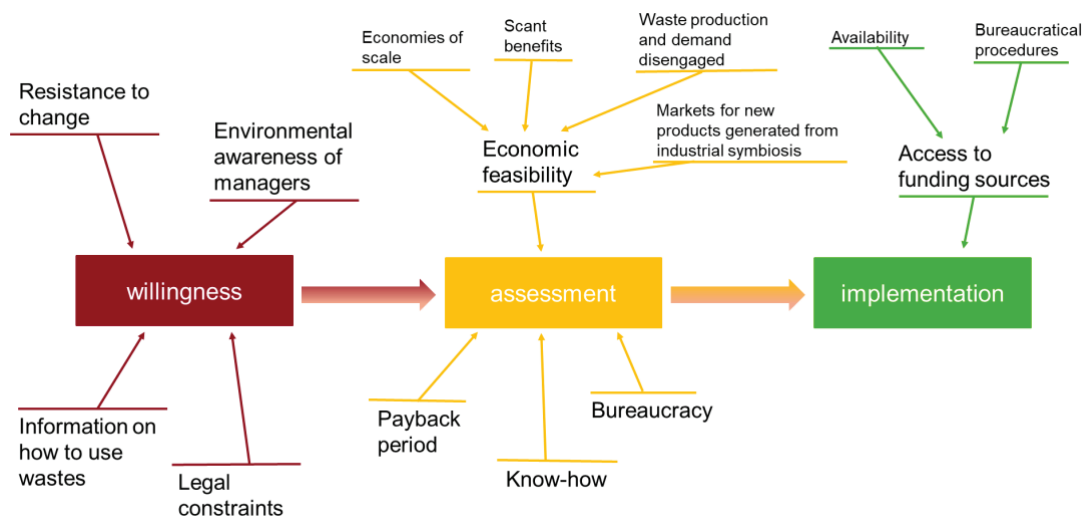 Economies of
scale
Scant
benefits
Waste production
and demand
disengaged
Availability
Bureaucratical
procedures
Resistance to
change
Environmental
awareness of
managers
Markets for new
products generated from
industrial symbiosis
Economic
feasibility
Access to
funding sources
willingness
assessment
implementation
Information on
how to use
wastes
Legal
constraints
Payback
period
Know-how
Bureaucracy